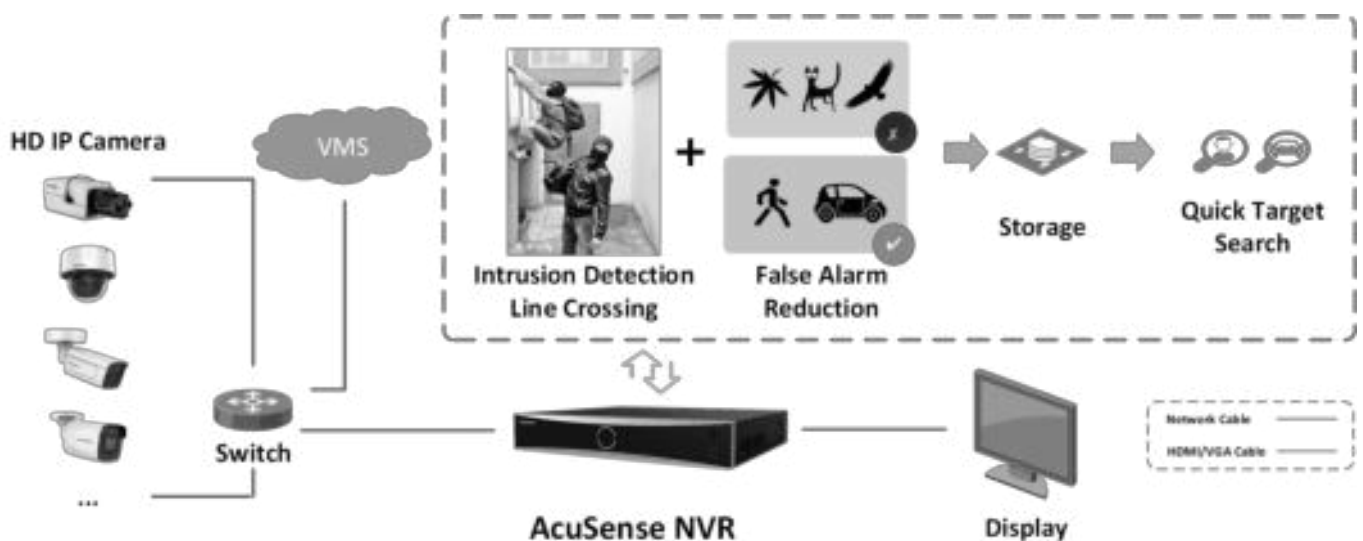 HD IP Camera
VMS
Intrusion Detection
Line Crossing
+
False Alarm
Reduction
Storage
Quick Target
Search
Switch
...
AcuSense NVR
Display
Network Cable
HDMI/VGA Cable